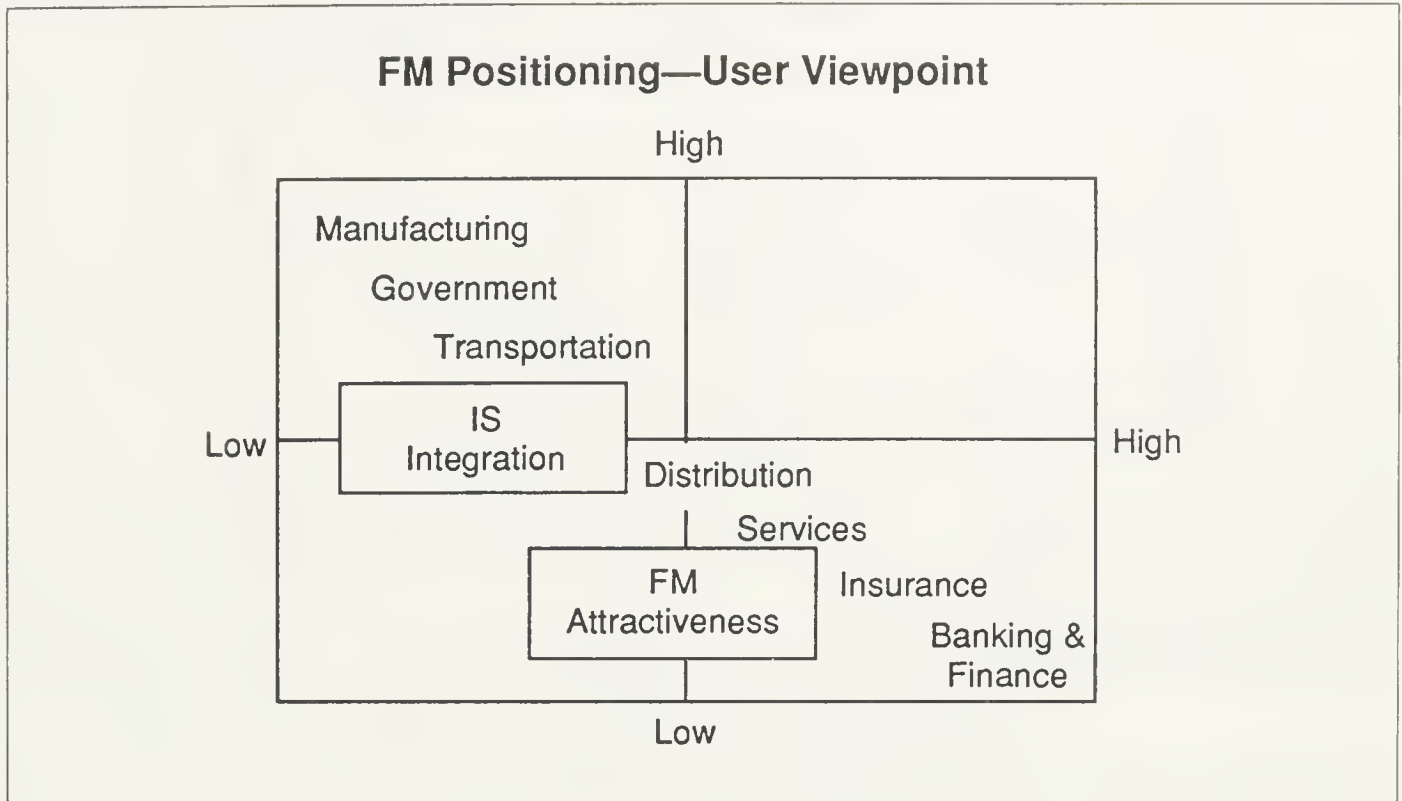 FM Positioning—User Viewpoint
High
Manufacturing
Government
Transportation
IS
Integration
Low
High
Distribution
Services
FM
Attractiveness
Insurance
Banking &
Finance
Low